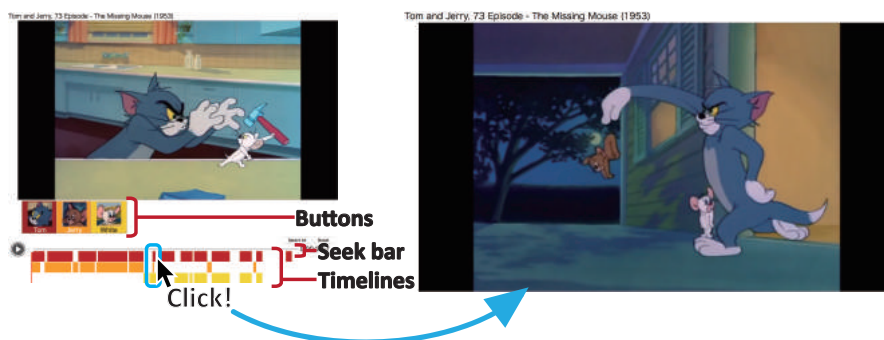 Tom and Jerry, 73 Episode - The Missing Mouse (1953)
Tom and Jerry, 73 Episode - The Missing Mouse (1953)
Tom Jerry White
Buttons
Seek bar
Timelines
Click!